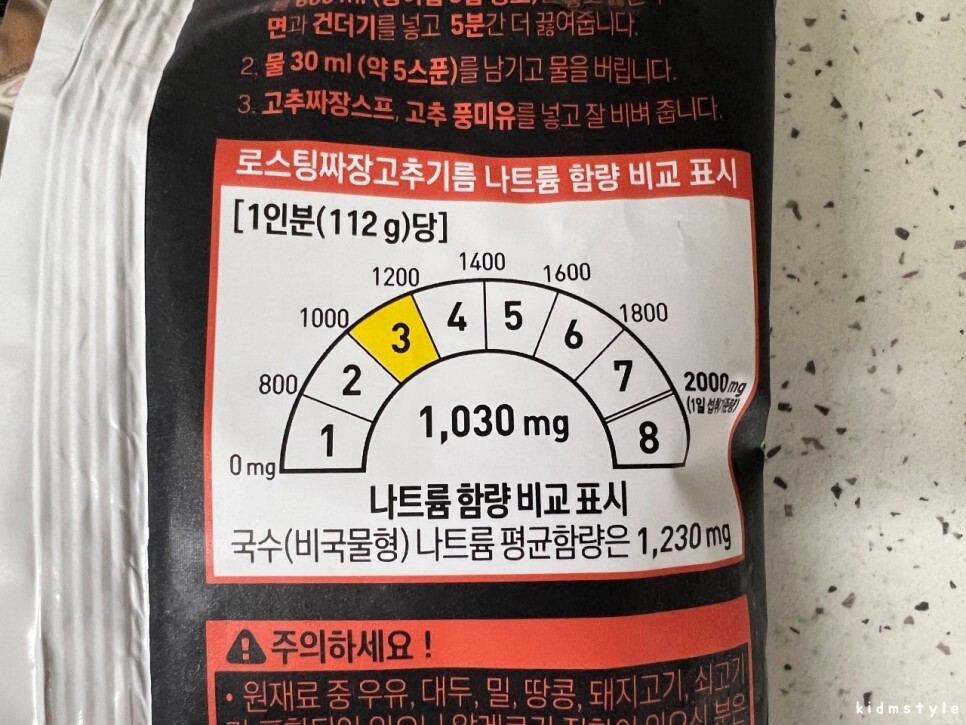 면과 건더기를 넣고 5분간 더 끓여줍니다.
2. 물 30 ml (약 5스푼)를 남기고 물을 버립니다.
3. 고추짜장스프, 고추 풍미유를 넣고 잘 비벼 줍니다.
로스팅짜장고추기름 나트륨 함량 비교 표시
[1인분(112 g)당]
0 mg 800 1000 1200 1400 1600 1800 2000mg
(1일 섭취기준량)
1 2 3 4 5 6 7 8
1,030 mg
나트륨 함량 비교 표시
국수(비국물형) 나트륨 평균함량은 1,230 mg
주의하세요 !
• 원재료 중 우유, 대두, 밀, 땅콩, 돼지고기, 쇠고기
kidmstyle